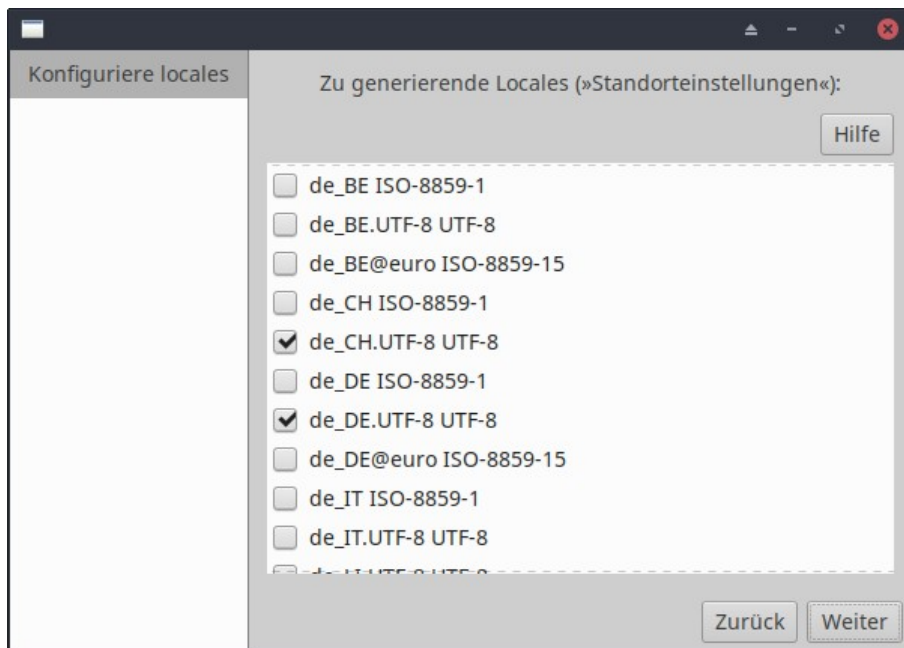 Konfiguriere locales
Zu generierende Locales (»Standorteinstellungen«):
Hilfe
de_BE ISO-8859-1
de_BE.UTF-8 UTF-8
de_BE@euro ISO-8859-15
de_CH ISO-8859-1
de_CH.UTF-8 UTF-8
de_DE ISO-8859-1
de_DE.UTF-8 UTF-8
de_DE@euro ISO-8859-15
de_IT ISO-8859-1
de_IT.UTF-8 UTF-8
Zurück
Weiter